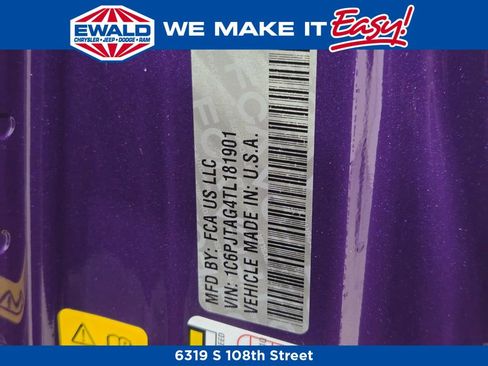 EWALD
CHRYSLER • JEEP • DODGE • RAM
WE MAKE IT Easy!
MFD BY: FCA US LLC
VIN: 1C6PJTAG4TL181901
VEHICLE MADE IN: U.S.A.
6319 S 108th Street